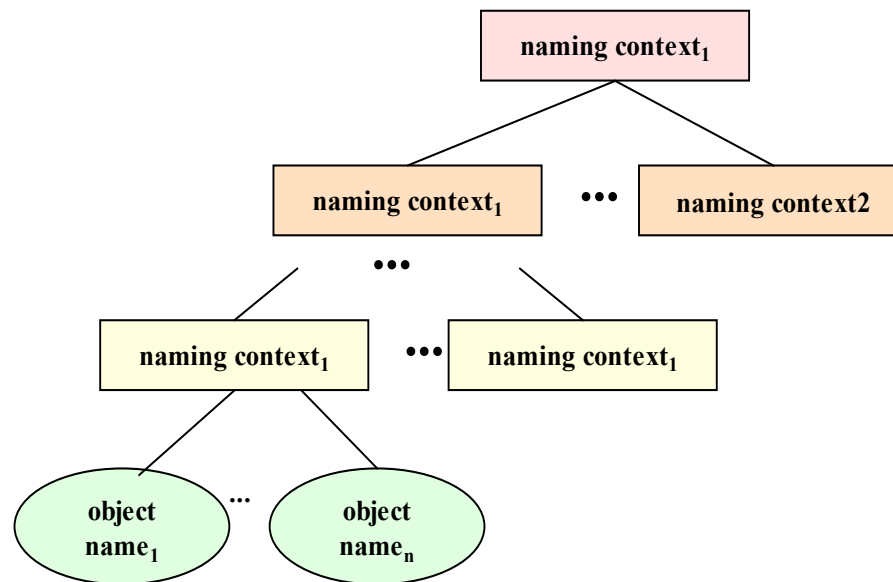 naming context₁
naming context₁ ••• naming context2
•••
naming context₁ ••• naming context₁
object ... object
name₁ nameₙ